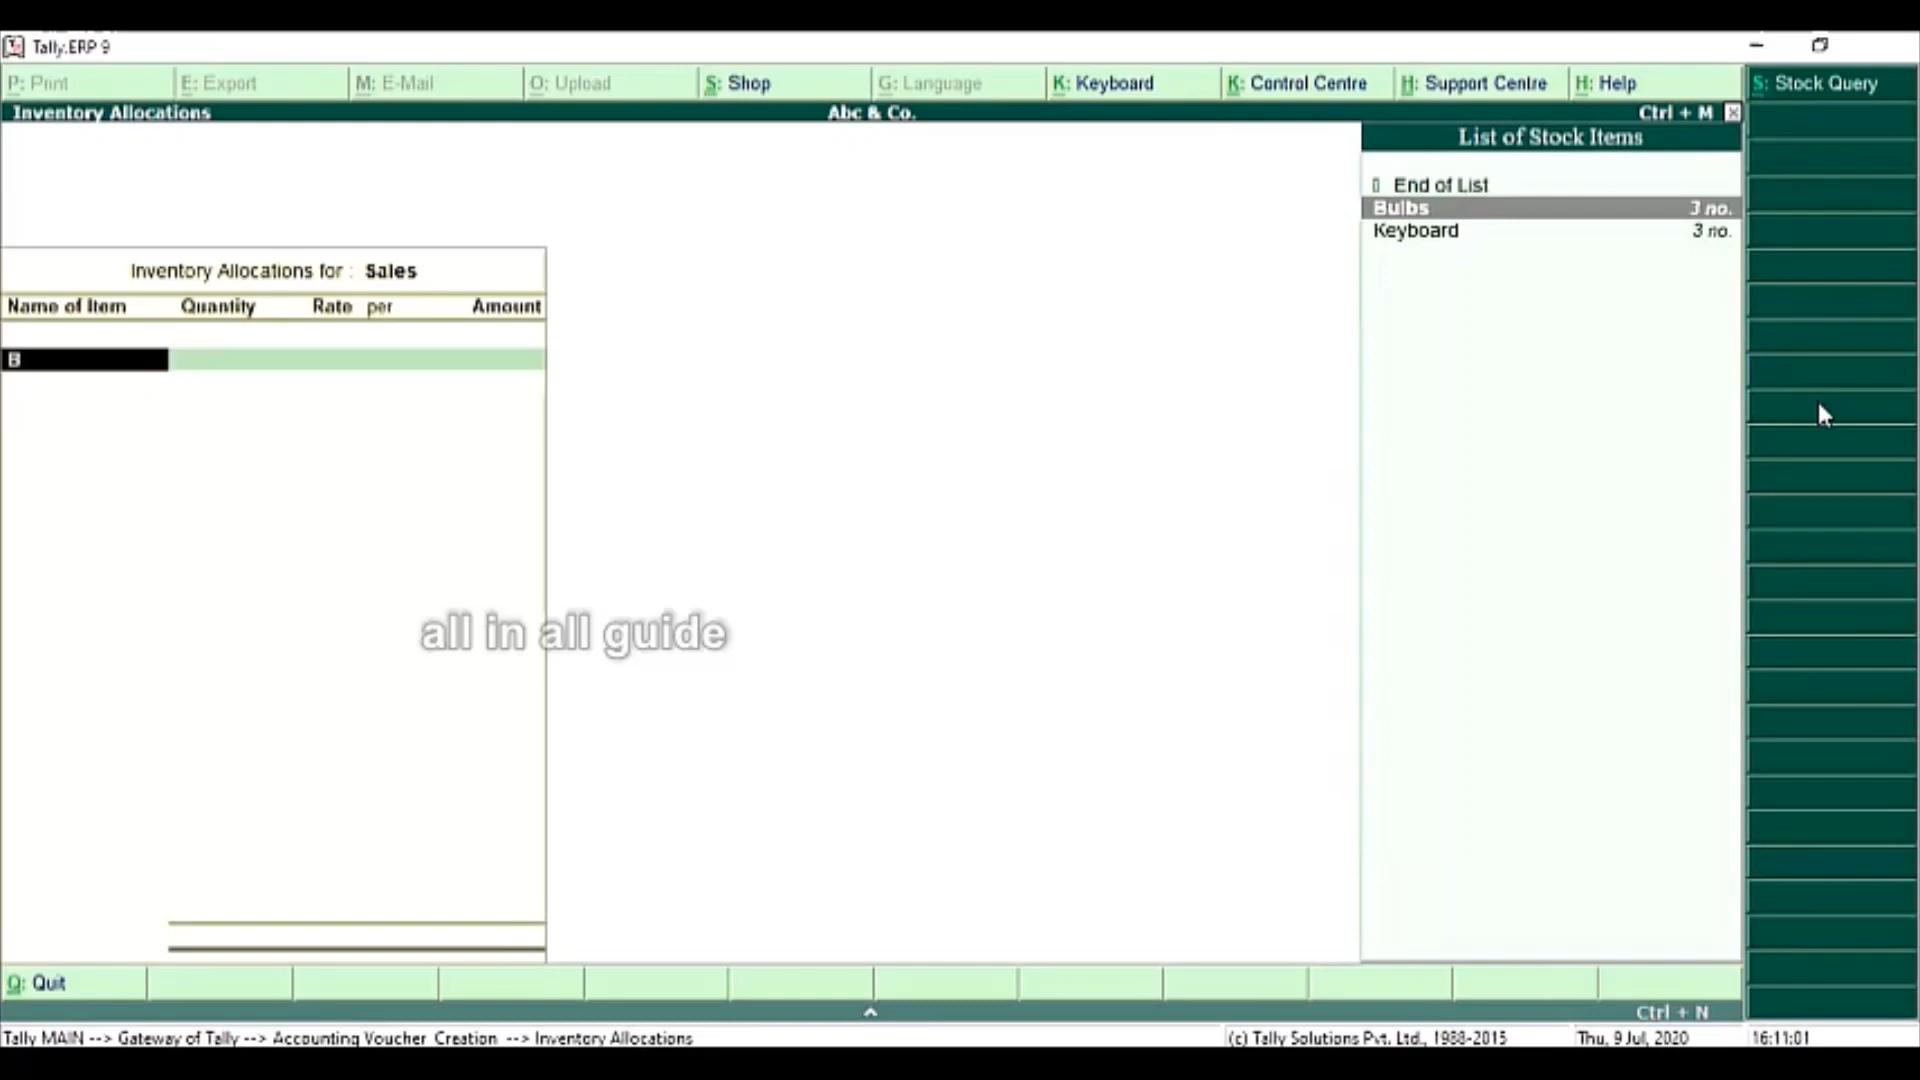 Tally.ERP 9
P: Print E: Export M: E-Mail O: Upload S: Shop G: Language K: Keyboard K: Control Centre H: Support Centre H: Help S: Stock Query
Inventory Allocations Abc & Co. Ctrl + M
List of Stock Items
End of List
Bulbs 3 no.
Keyboard 3 no.
Inventory Allocations for : Sales
Name of Item Quantity Rate per Amount
B
all in all guide
Q: Quit
Ctrl + N
Tally MAIN --> Gateway of Tally --> Accounting Voucher Creation --> Inventory Allocations (c) Tally Solutions Pvt. Ltd., 1988-2015 Thu, 9 Jul, 2020 16:11:01